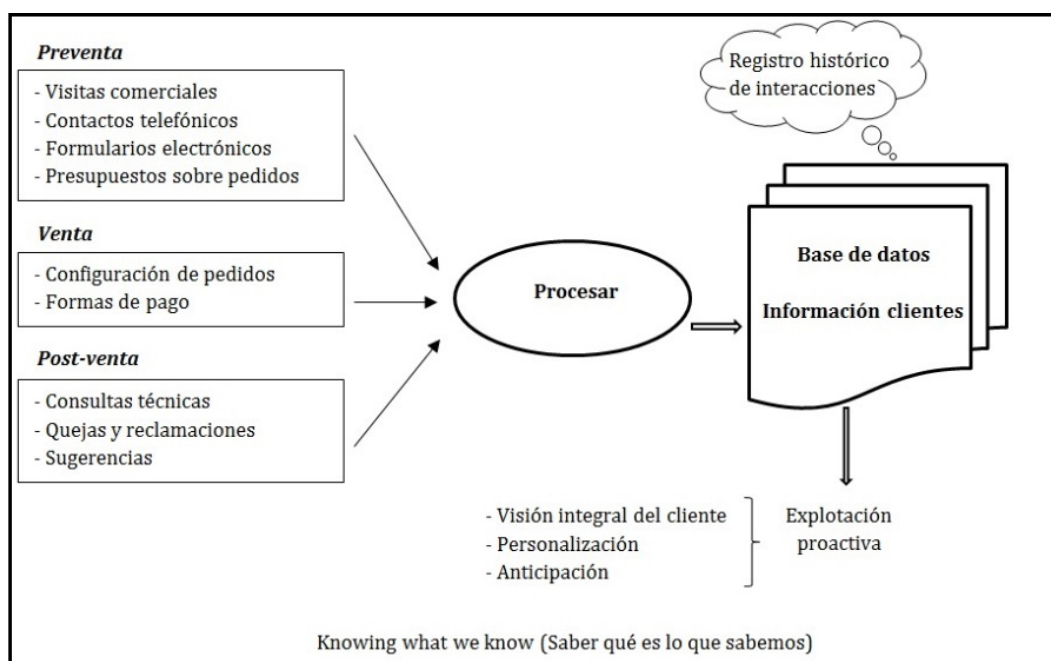 Preventa
- Visitas comerciales
- Contactos telefónicos
- Formularios electrónicos
- Presupuestos sobre pedidos
Venta
- Configuración de pedidos
- Formas de pago
Post-venta
- Consultas técnicas
- Quejas y reclamaciones
- Sugerencias
Procesar
Registro histórico
de interacciones
Base de datos
Información clientes
Explotación
proactiva
- Visión integral del cliente
- Personalización
- Anticipación
Knowing what we know (Saber qué es lo que sabemos)